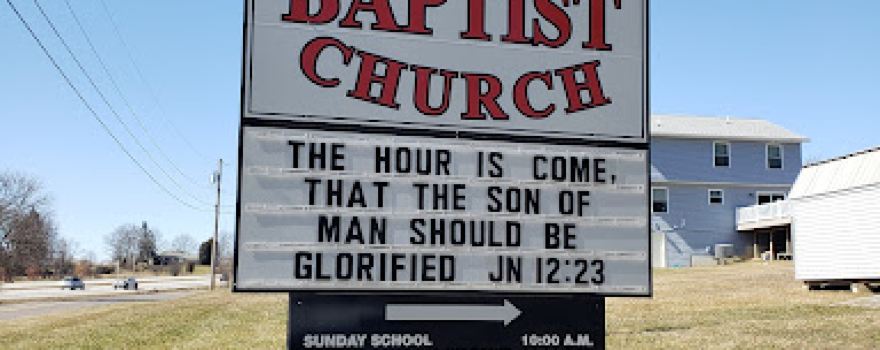 BAPTIST
CHURCH
THE HOUR IS COME,
THAT THE SON OF
MAN SHOULD BE
GLORIFIED JN 12:23
SUNDAY SCHOOL 10:00 A.M.